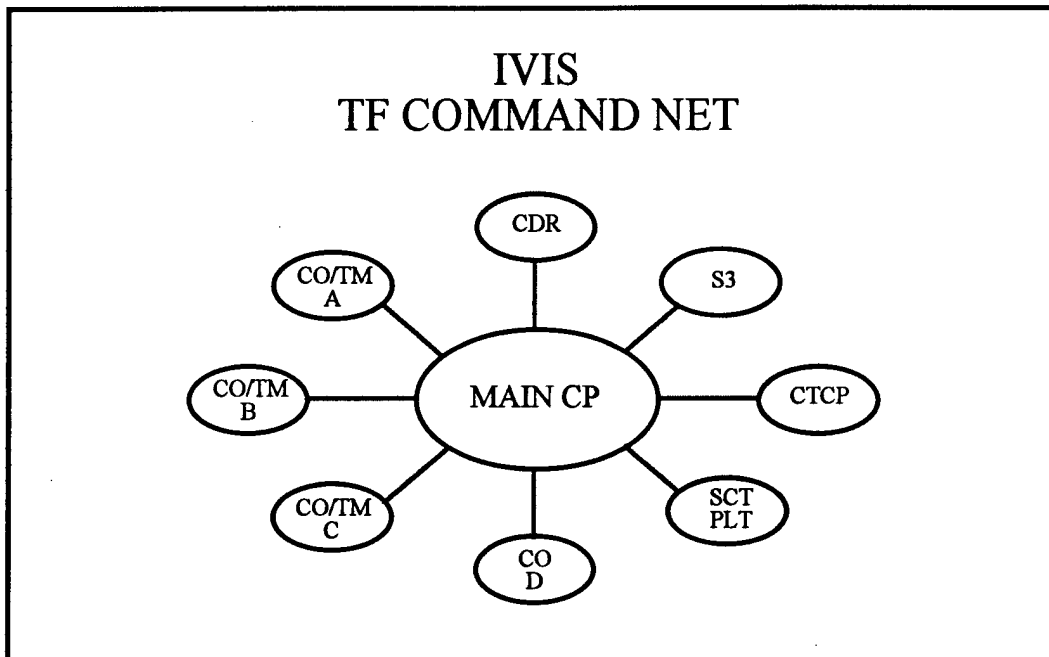 IVIS
TF COMMAND NET
CDR
CO/TM
A
S3
CO/TM
B
MAIN CP
CTCP
CO/TM
C
SCT
PLT
CO
D